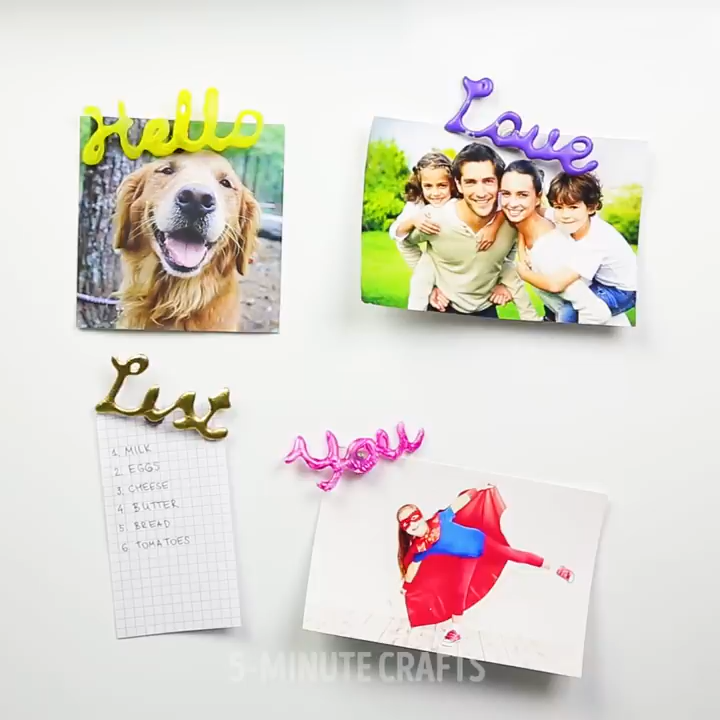 Hello
Love
List
1. MILK
2. EGGS
3. CHEESE
4. BUTTER
5. BREAD
6 TOMATOES
you
5-MINUTE CRAFTS